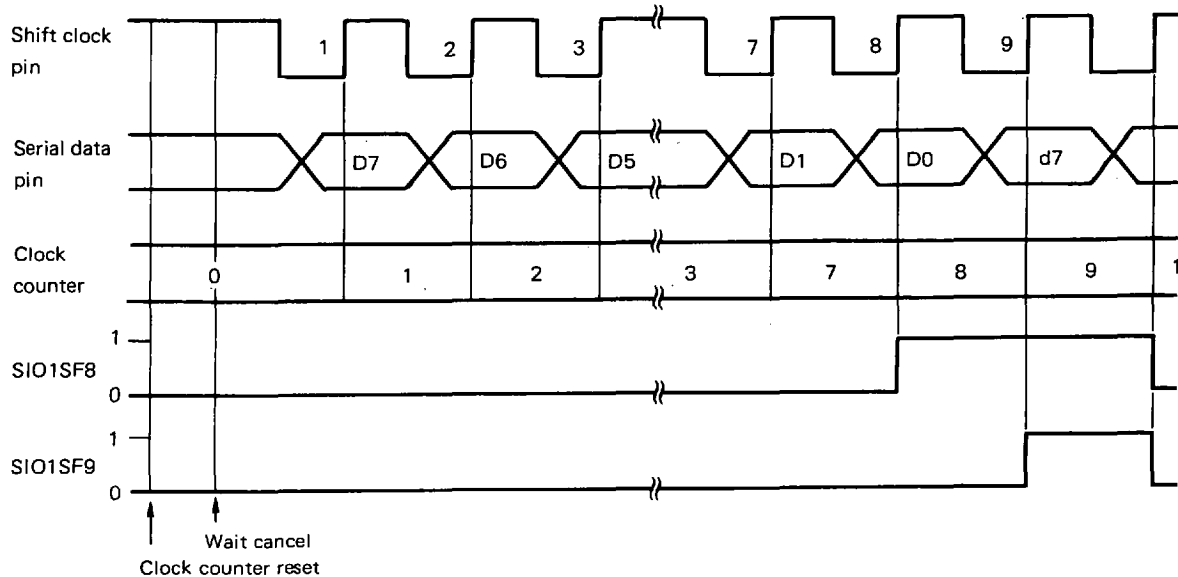 Shift clock
pin
1 2 3 7 8 9
Serial data
pin
D7 D6 D5 D1 D0 d7
Clock
counter
0 1 2 3 7 8 9 1
SIO1SF8
1
0
SIO1SF9
1
0
Wait cancel
Clock counter reset